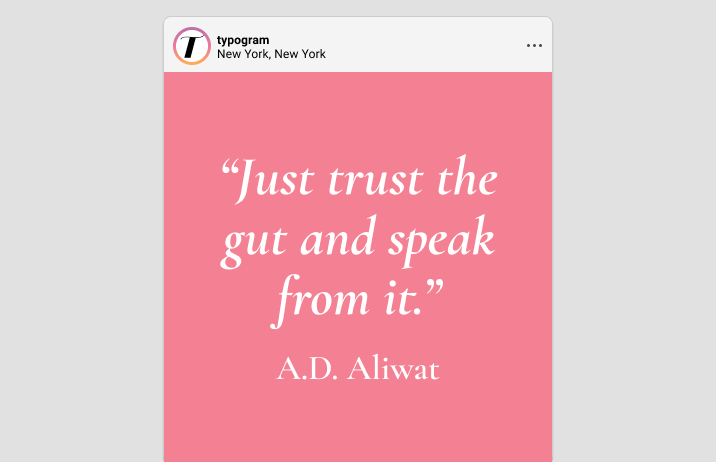 T
typogram
New York, New York
“Just trust the
gut and speak
from it.”
A.D. Aliwat